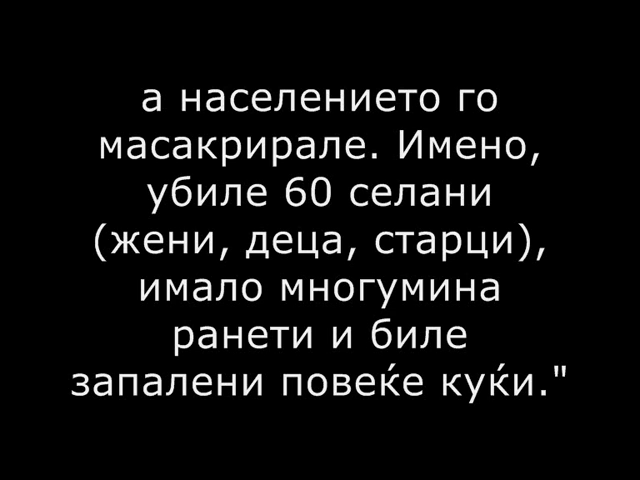 а населението го
масакрирале. Имено,
убиле 60 селани
(жени, деца, старци),
имало многумина
ранети и биле
запалени повеќе куќи."